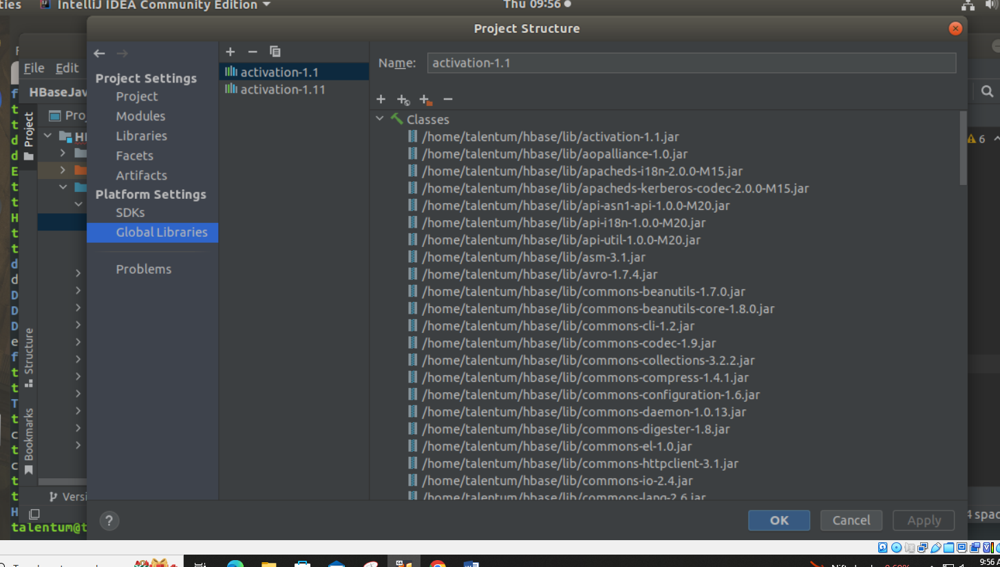 ties IntelliJ IDEA Community Edition Thu 09:56
Project Structure
File Edit
HBaseJav
Pro
Project
Structure
Bookmarks
Versi
talentum@t
Project Settings
Project
Modules
Libraries
Facets
Artifacts
Platform Settings
SDKs
Global Libraries
Problems
activation-1.1
activation-1.11
Name: activation-1.1
Classes
/home/talentum/hbase/lib/activation-1.1.jar
/home/talentum/hbase/lib/aopalliance-1.0.jar
/home/talentum/hbase/lib/apacheds-i18n-2.0.0-M15.jar
/home/talentum/hbase/lib/apacheds-kerberos-codec-2.0.0-M15.jar
/home/talentum/hbase/lib/api-asn1-api-1.0.0-M20.jar
/home/talentum/hbase/lib/api-i18n-1.0.0-M20.jar
/home/talentum/hbase/lib/api-util-1.0.0-M20.jar
/home/talentum/hbase/lib/asm-3.1.jar
/home/talentum/hbase/lib/avro-1.7.4.jar
/home/talentum/hbase/lib/commons-beanutils-1.7.0.jar
/home/talentum/hbase/lib/commons-beanutils-core-1.8.0.jar
/home/talentum/hbase/lib/commons-cli-1.2.jar
/home/talentum/hbase/lib/commons-codec-1.9.jar
/home/talentum/hbase/lib/commons-collections-3.2.2.jar
/home/talentum/hbase/lib/commons-compress-1.4.1.jar
/home/talentum/hbase/lib/commons-configuration-1.6.jar
/home/talentum/hbase/lib/commons-daemon-1.0.13.jar
/home/talentum/hbase/lib/commons-digester-1.8.jar
/home/talentum/hbase/lib/commons-el-1.0.jar
/home/talentum/hbase/lib/commons-httpclient-3.1.jar
/home/talentum/hbase/lib/commons-io-2.4.jar
/home/talentum/hbase/lib/commons-lang-2.6.jar
6
?
OK Cancel Apply
4 spac
9:56 A